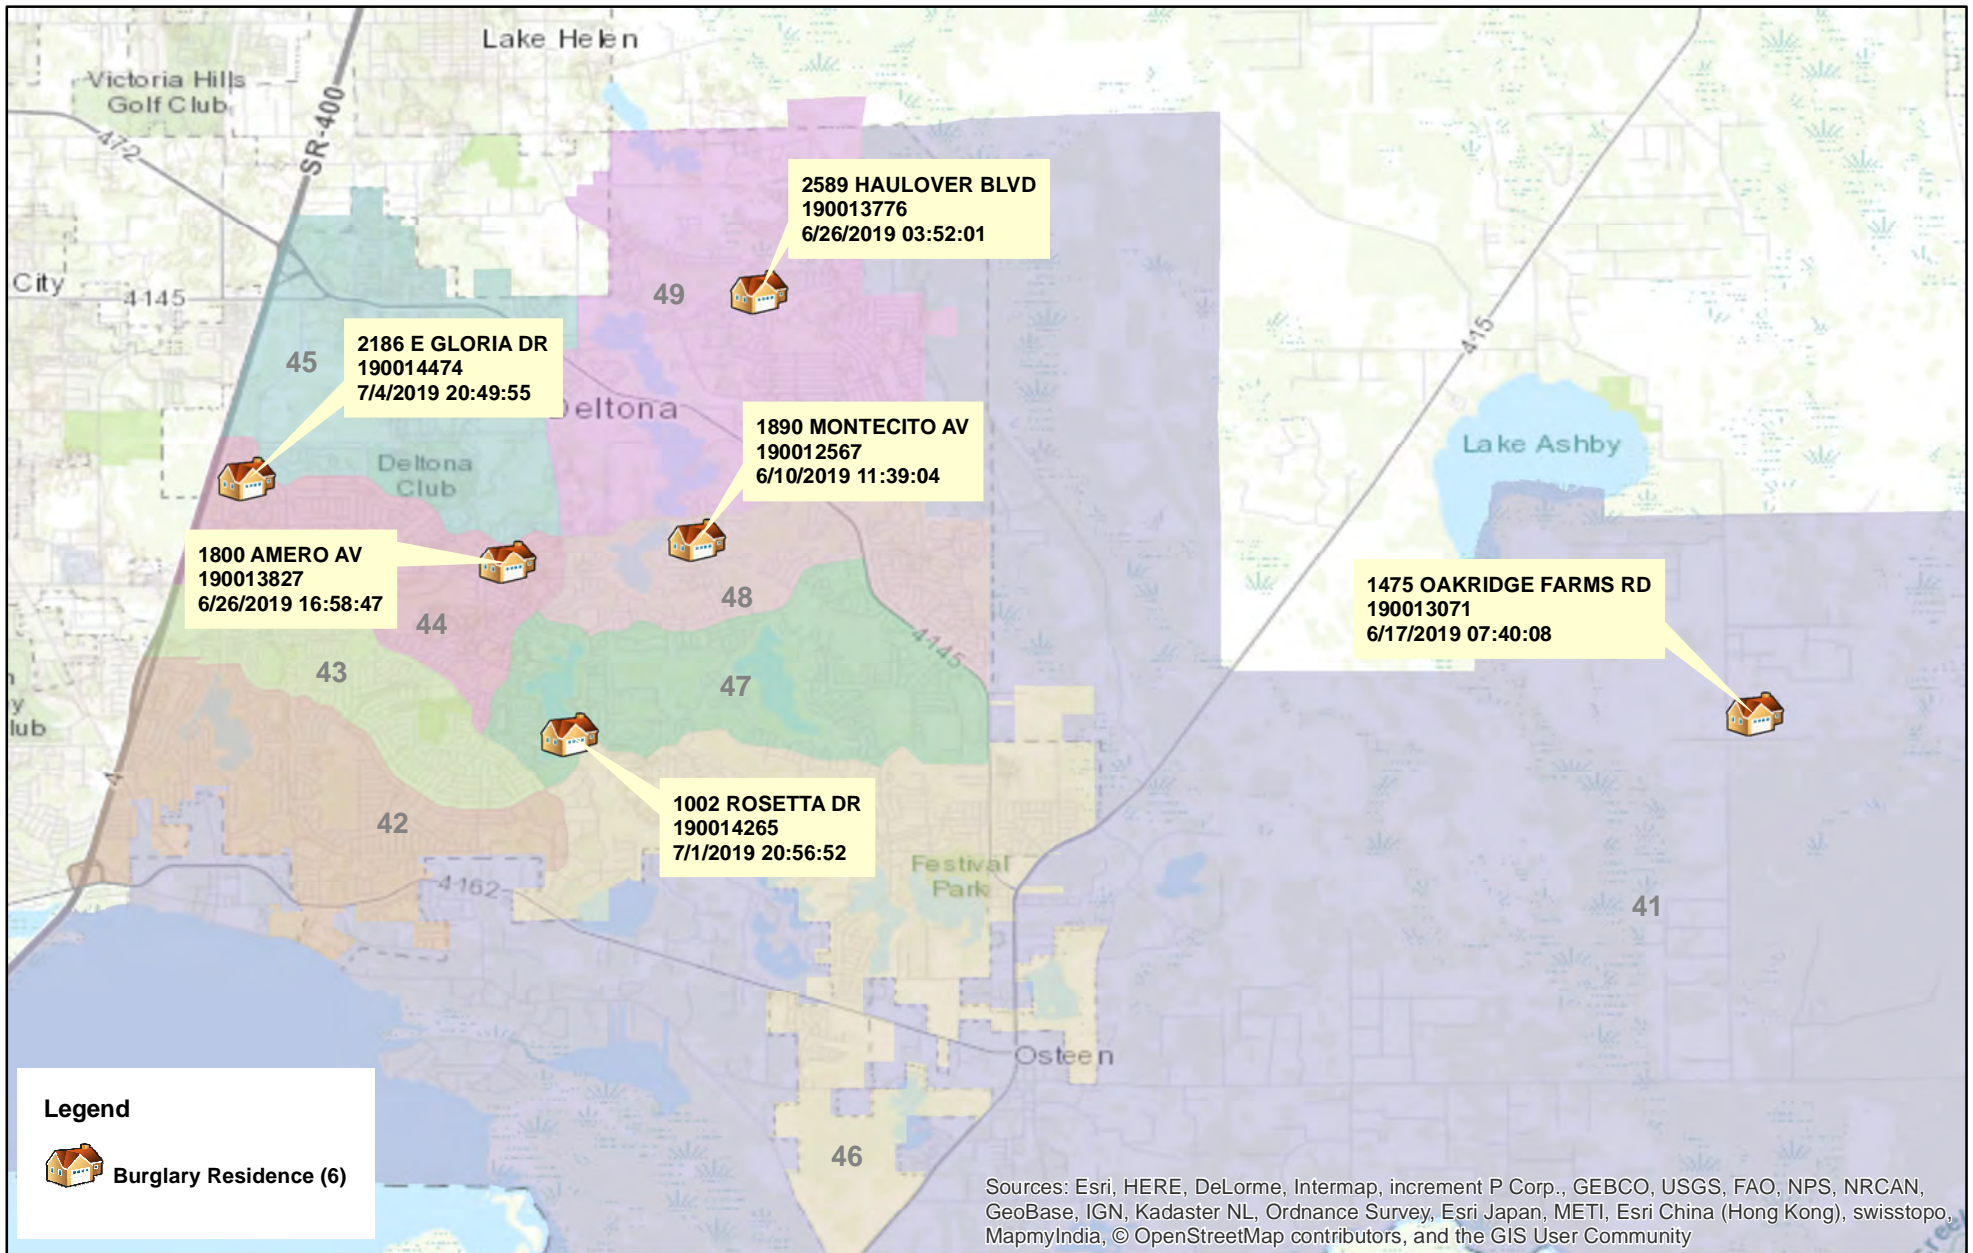 Lake Helen
Victoria Hills
Golf Club
472
SR-400
2589 HAULOVER BLVD
190013776
6/26/2019 03:52:01
City
4145
49
45
2186 E GLORIA DR
190014474
7/4/2019 20:49:55
415
Deltona
1890 MONTECITO AV
190012567
6/10/2019 11:39:04
Lake Ashby
Deltona
Club
1800 AMERO AV
190013827
6/26/2019 16:58:47
1475 OAKRIDGE FARMS RD
190013071
6/17/2019 07:40:08
48
44
4145
43
47
lub
4
1002 ROSETTA DR
190014265
7/1/2019 20:56:52
42
Festival
Park
4162
41
Osteen
Legend
Burglary Residence (6)
46
Sources: Esri, HERE, DeLorme, Intermap, increment P Corp., GEBCO, USGS, FAO, NPS, NRCAN,
GeoBase, IGN, Kadaster NL, Ordnance Survey, Esri Japan, METI, Esri China (Hong Kong), swisstopo,
MapmyIndia, © OpenStreetMap contributors, and the GIS User Community